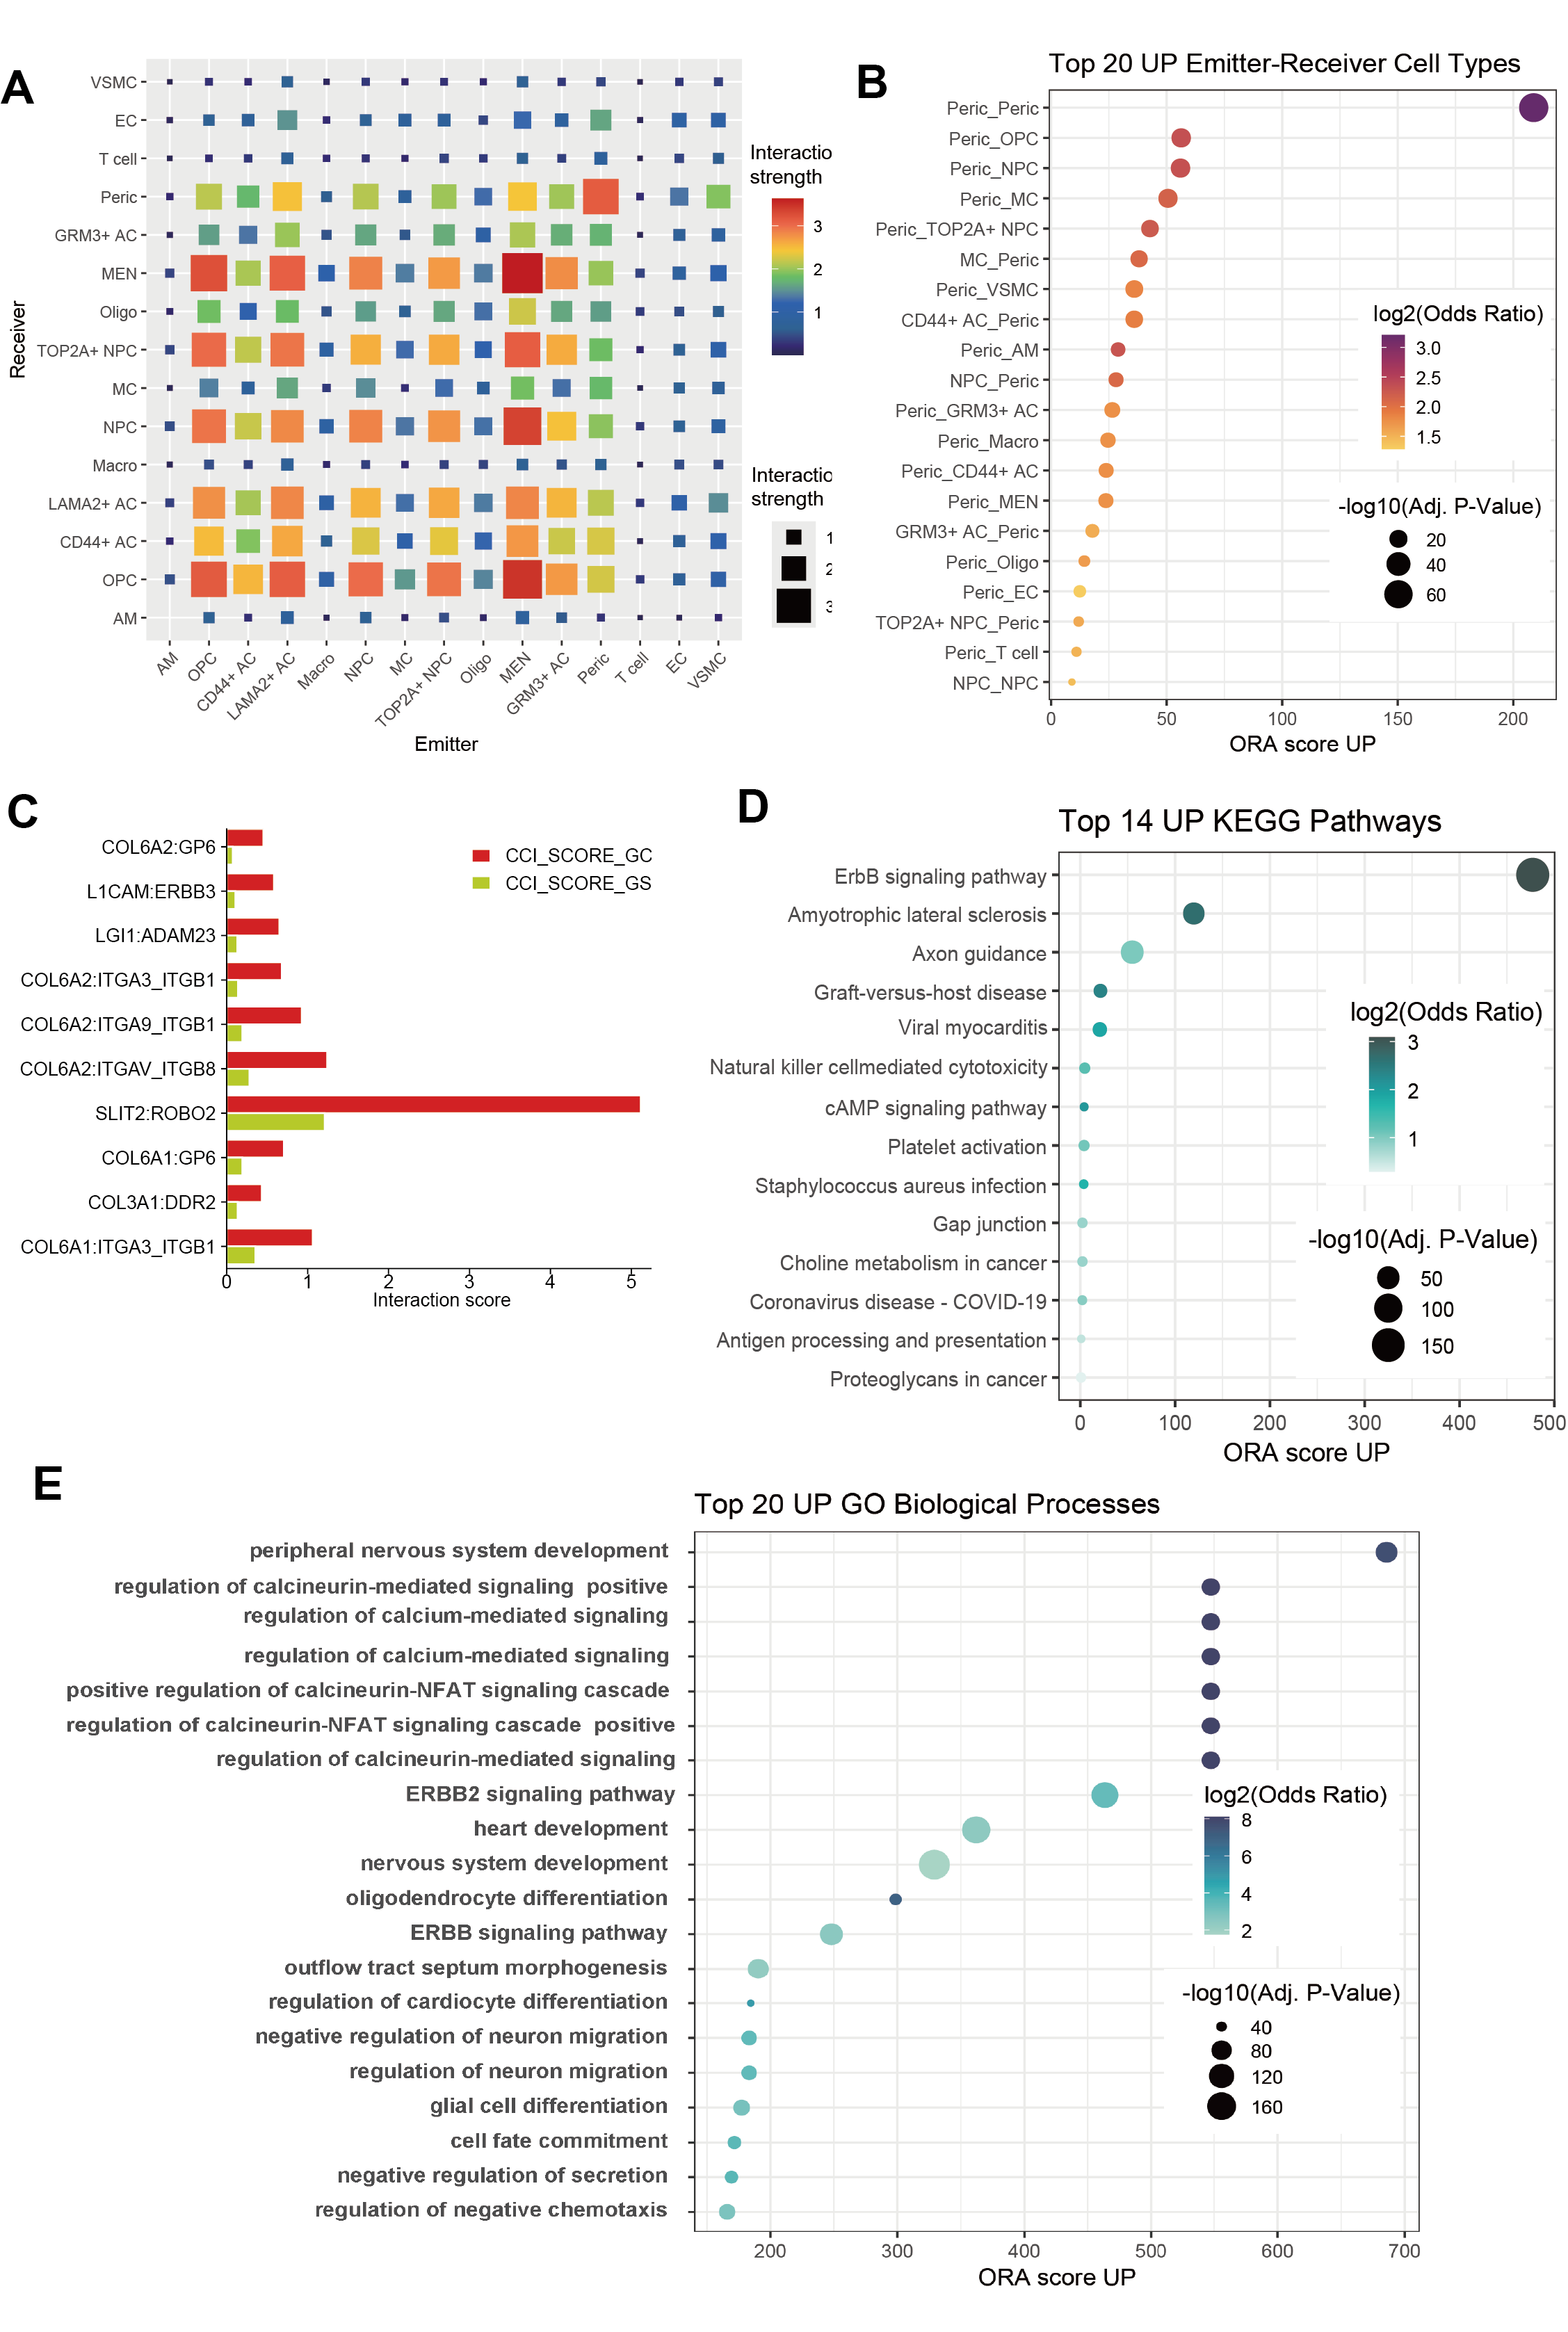 A
VSMC
EC
T cell
Peric
GRM3+ AC
MEN
Oligo
TOP2A+ NPC
MC
NPC
Macro
LAMA2+ AC
CD44+ AC
OPC
AM
Receiver
AM
OPC
CD44+ AC
LAMA2+ AC
Macro
NPC
MC
TOP2A+ NPC
Oligo
MEN
GRM3+ AC
Peric
T cell
EC
VSMC
Emitter
Interactio
strength
3
2
1
Interactio
strength
1
2
3
B
Top 20 UP Emitter-Receiver Cell Types
Peric_Peric
Peric_OPC
Peric_NPC
Peric_MC
Peric_TOP2A+ NPC
MC_Peric
Peric_VSMC
CD44+ AC_Peric
Peric_AM
NPC_Peric
Peric_GRM3+ AC
Peric_Macro
Peric_CD44+ AC
Peric_MEN
GRM3+ AC_Peric
Peric_Oligo
Peric_EC
TOP2A+ NPC_Peric
Peric_T cell
NPC_NPC
0 50 100 150 200
ORA score UP
log2(Odds Ratio)
3.0
2.5
2.0
1.5
-log10(Adj. P-Value)
20
40
60
C
COL6A2:GP6
L1CAM:ERBB3
LGI1:ADAM23
COL6A2:ITGA3_ITGB1
COL6A2:ITGA9_ITGB1
COL6A2:ITGAV_ITGB8
SLIT2:ROBO2
COL6A1:GP6
COL3A1:DDR2
COL6A1:ITGA3_ITGB1
0 1 2 3 4 5
Interaction score
CCI_SCORE_GC
CCI_SCORE_GS
D
Top 14 UP KEGG Pathways
ErbB signaling pathway
Amyotrophic lateral sclerosis
Axon guidance
Graft-versus-host disease
Viral myocarditis
Natural killer cellmediated cytotoxicity
cAMP signaling pathway
Platelet activation
Staphylococcus aureus infection
Gap junction
Choline metabolism in cancer
Coronavirus disease - COVID-19
Antigen processing and presentation
Proteoglycans in cancer
0 100 200 300 400 500
ORA score UP
log2(Odds Ratio)
3
2
1
-log10(Adj. P-Value)
50
100
150
E
Top 20 UP GO Biological Processes
peripheral nervous system development
regulation of calcineurin-mediated signaling  positive
regulation of calcium-mediated signaling
regulation of calcium-mediated signaling
positive regulation of calcineurin-NFAT signaling cascade
regulation of calcineurin-NFAT signaling cascade  positive
regulation of calcineurin-mediated signaling
ERBB2 signaling pathway
heart development
nervous system development
oligodendrocyte differentiation
ERBB signaling pathway
outflow tract septum morphogenesis
regulation of cardiocyte differentiation
negative regulation of neuron migration
regulation of neuron migration
glial cell differentiation
cell fate commitment
negative regulation of secretion
regulation of negative chemotaxis
200 300 400 500 600 700
ORA score UP
log2(Odds Ratio)
8
6
4
2
-log10(Adj. P-Value)
40
80
120
160